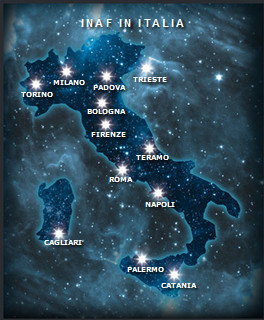 INAF IN ITALIA
TRIESTE
MILANO
PADOVA
TORINO
BOLOGNA
FIRENZE
TERAMO
ROMA
NAPOLI
CAGLIARI
PALERMO
CATANIA